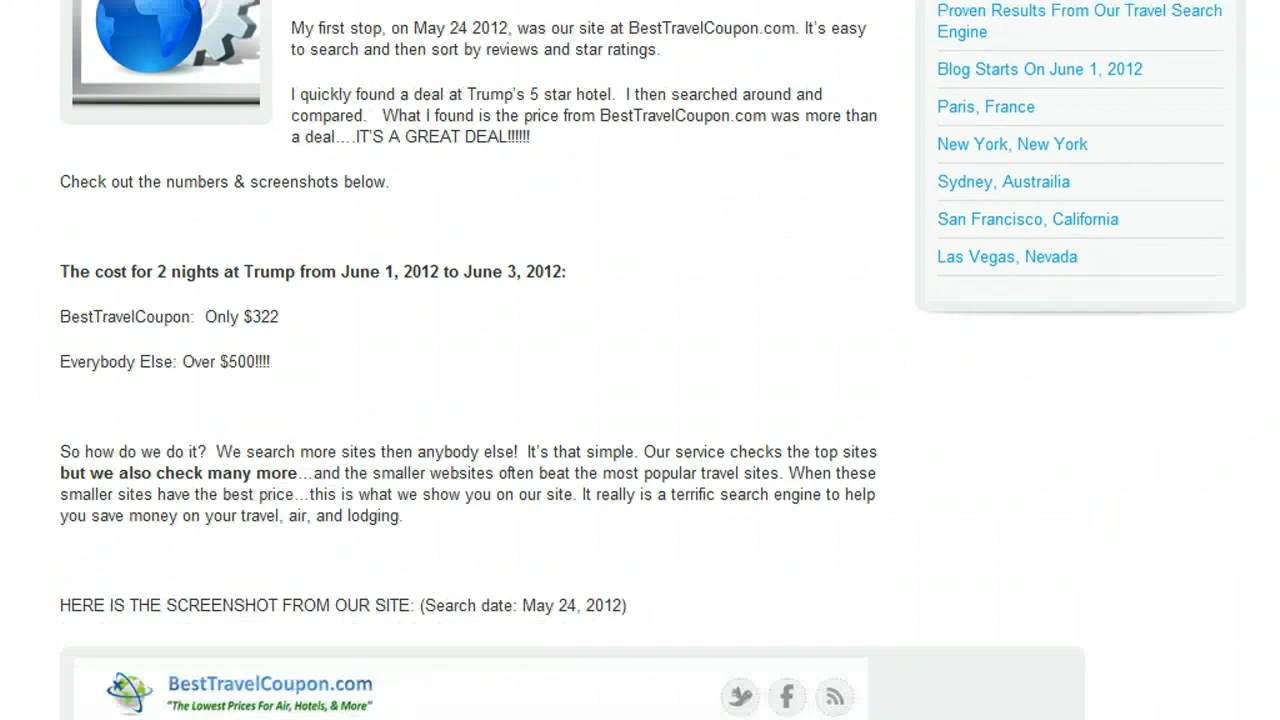 My first stop, on May 24 2012, was our site at BestTravelCoupon.com. It's easy
to search and then sort by reviews and star ratings.
I quickly found a deal at Trump's 5 star hotel.  I then searched around and
compared.   What I found is the price from BestTravelCoupon.com was more than
a deal….IT'S A GREAT DEAL!!!!!!
Check out the numbers & screenshots below.
The cost for 2 nights at Trump from June 1, 2012 to June 3, 2012:
BestTravelCoupon:  Only $322
Everybody Else: Over $500!!!!
So how do we do it?  We search more sites then anybody else!  It's that simple. Our service checks the top sites
but we also check many more…and the smaller websites often beat the most popular travel sites. When these
smaller sites have the best price…this is what we show you on our site. It really is a terrific search engine to help
you save money on your travel, air, and lodging.
HERE IS THE SCREENSHOT FROM OUR SITE: (Search date: May 24, 2012)
BestTravelCoupon.com
"The Lowest Prices For Air, Hotels, & More"
Proven Results From Our Travel Search
Engine
Blog Starts On June 1, 2012
Paris, France
New York, New York
Sydney, Austrailia
San Francisco, California
Las Vegas, Nevada